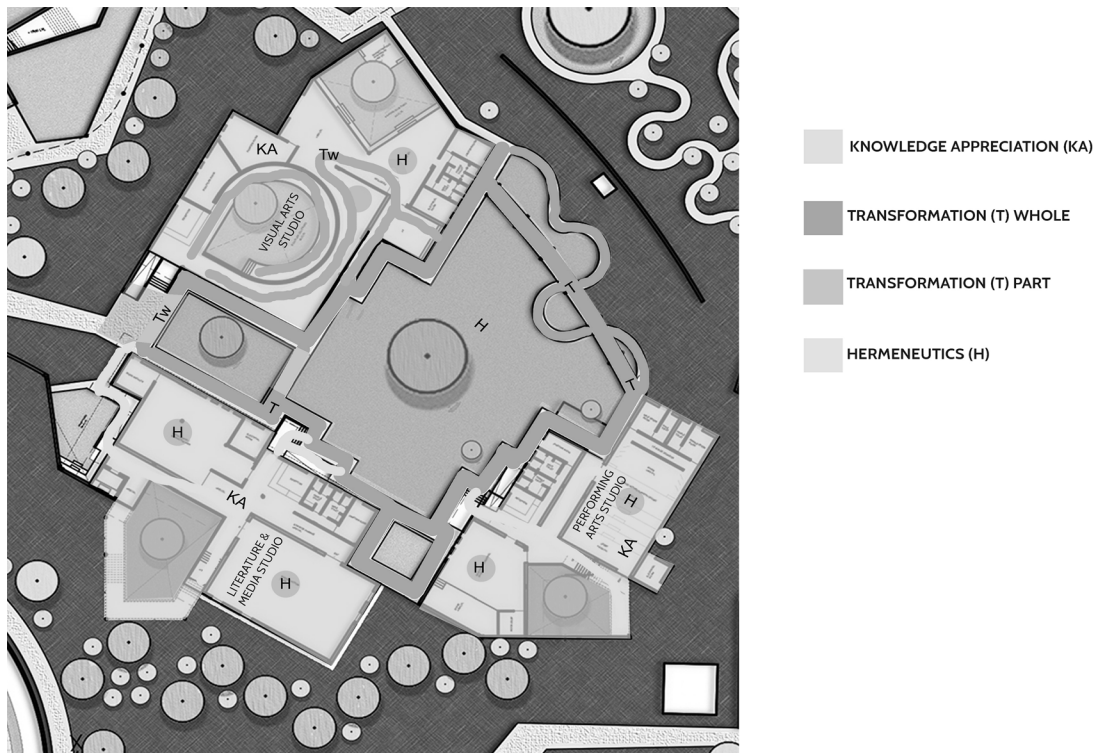 KA
Tw
H
VISUAL ARTS
STUDIO
Tw
H
T
T
T
H
KA
LITERATURE &
MEDIA STUDIO
H
H
PERFORMING
ARTS STUDIO
H
KA
KNOWLEDGE APPRECIATION (KA)
TRANSFORMATION (T) WHOLE
TRANSFORMATION (T) PART
HERMENEUTICS (H)